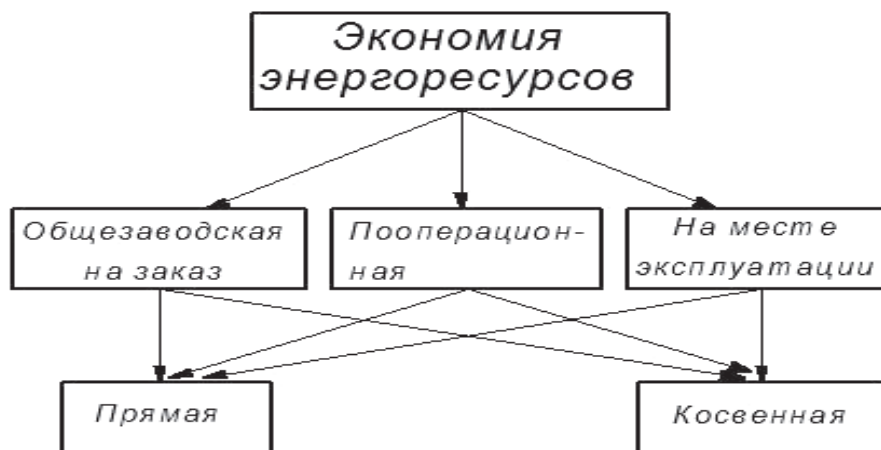 Экономия
энергоресурсов
Общезаводская
на заказ
Пооперацион-
ная
На месте
эксплуатации
Прямая
Косвенная